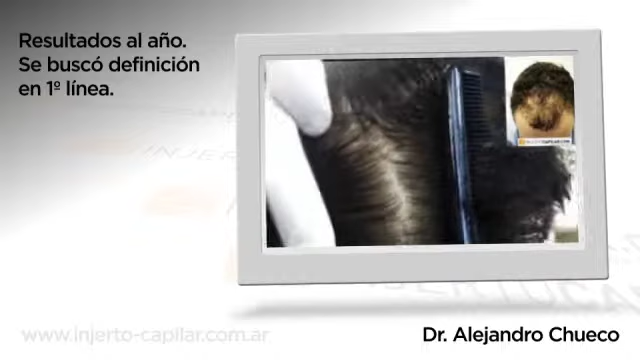 Resultados al año.
Se buscó definición
en 1º línea.
www.injerto-capilar.com.ar
Dr. Alejandro Chueco